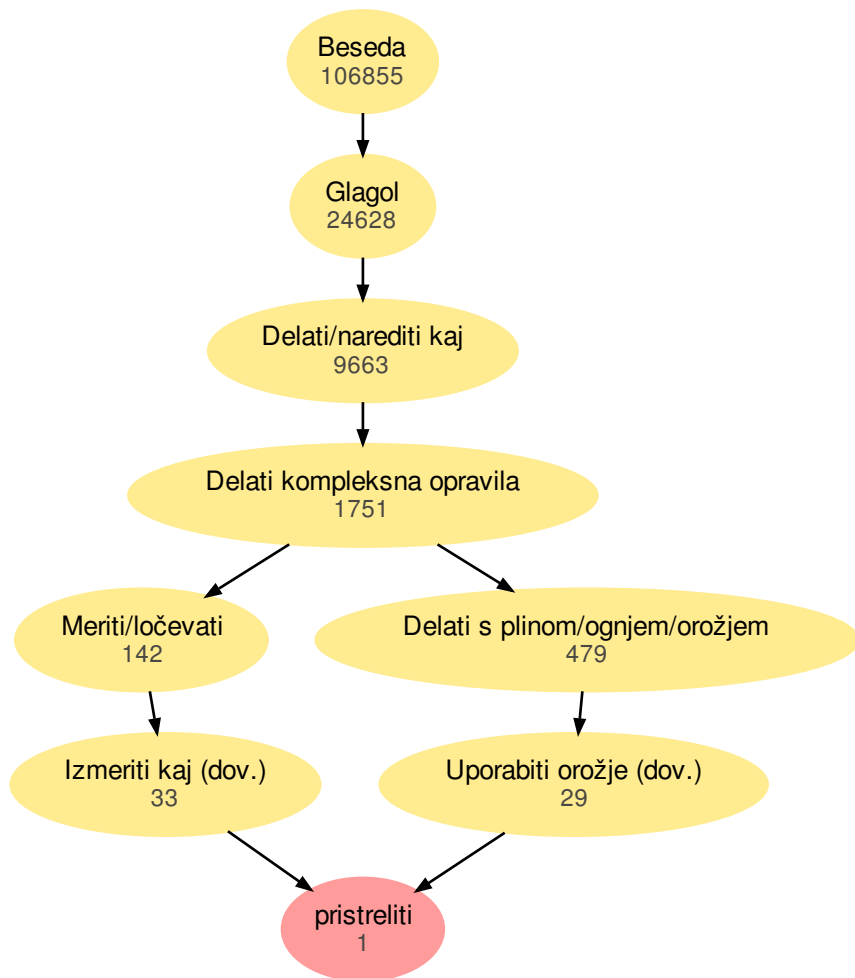 Beseda
106855
Glagol
24628
Delati/narediti kaj
9663
Delati kompleksna opravila
1751
Meriti/ločevati
142
Delati s plinom/ognjem/orožjem
479
Izmeriti kaj (dov.)
33
Uporabiti orožje (dov.)
29
pristreliti
1